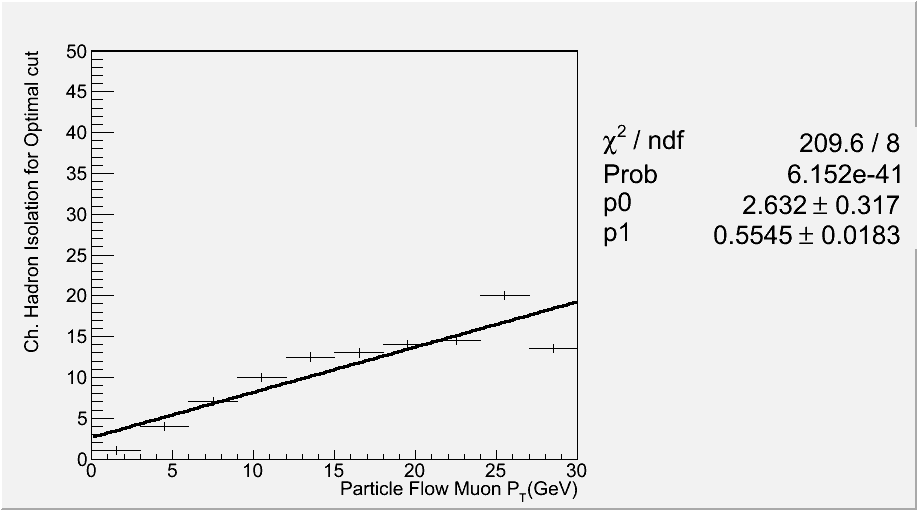 Ch. Hadron Isolation for Optimal cut
50
45
40
35
30
25
20
15
10
5
0
0 5 10 15 20 25 30
Particle Flow Muon P_T(GeV)
χ² / ndf 209.6 / 8
Prob 6.152e-41
p0 2.632 ± 0.317
p1 0.5545 ± 0.0183